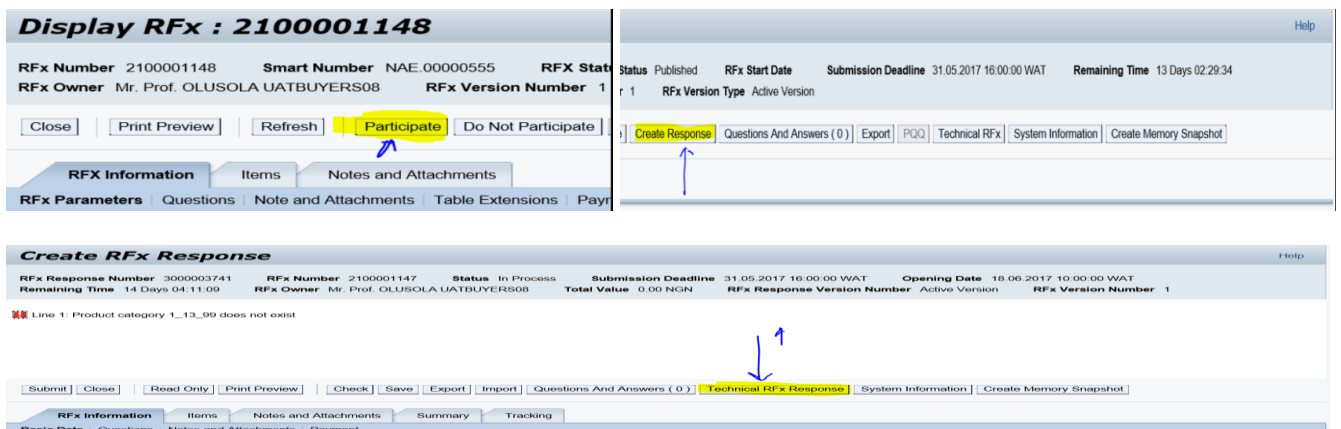 Display RFx : 2100001148
RFx Number 2100001148 Smart Number NAE.00000555 RFX
RFx Owner Mr. Prof. OLUSOLA UATBUYERS08 RFx Version Number 1
Close Print Preview Refresh Participate Do Not Participate
RFX Information Items Notes and Attachments
RFx Parameters Questions Note and Attachments Table Extensions
Help
Status Published RFx Start Date Submission Deadline 31.05.2017 16:00:00 WAT Remaining Time 13 Days 02:29:34
1 RFx Version Type Active Version
Create Response Questions And Answers ( 0 ) Export PQQ Technical RFx System Information Create Memory Snapshot
Create RFx Response Help
RFx Response Number 3000003741 RFx Number 2100001147 Status In Process Submission Deadline 31.05.2017 16:00:00 WAT Opening Date 18.06.2017 10:00:00 WAT
Remaining Time 14 Days 04:11:09 RFx Owner Mr. Prof. OLUSOLA UATBUYERS08 Total Value 0.00 NGN RFx Response Version Number Active Version RFx Version Number 1
Line 1: Product category 1_13_99 does not exist
Submit Close Read Only Print Preview Check Save Export Import Questions And Answers ( 0 ) Technical RFx Response System Information Create Memory Snapshot
RFx Information Items Notes and Attachments Summary Tracking
Basic Data Questions Notes and Attachments Payment